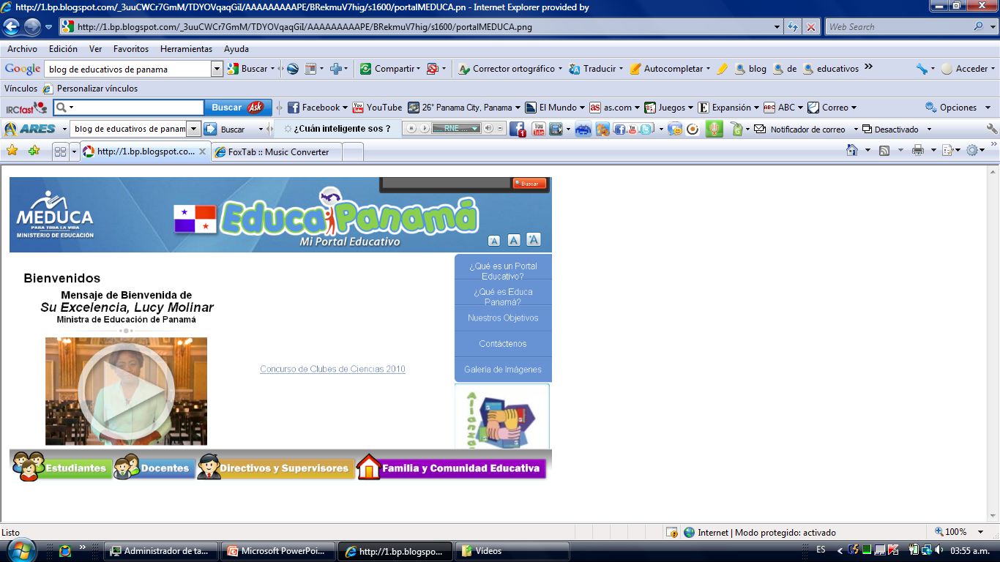 http://1.bp.blogspot.com/_3uuCWCr7GmM/TDYOVqaqGiI/AAAAAAAAAPE/BRekmuV7hig/s1600/portalMEDUCA.pn - Internet Explorer provided by
http://1.bp.blogspot.com/_3uuCWCr7GmM/TDYOVqaqGiI/AAAAAAAAAPE/BRekmuV7hig/s1600/portalMEDUCA.png
Web Search
Archivo Edición Ver Favoritos Herramientas Ayuda
Google blog de educativos de panama Buscar Compartir Corrector ortográfico Traducir Autocompletar blog de educativos Acceder
Vínculos Personalizar vínculos
IRCfast Buscar Ask Facebook YouTube 26° Panama City, Panama El Mundo as.com Juegos Expansión ABC Correo Opciones
ARES blog de educativos de panam Buscar ¿Cuán inteligente sos ? RNE ... Notificador de correo Desactivado
http://1.bp.blogspot.co... FoxTab :: Music Converter
Buscar
MEDUCA
PARA TODA LA VIDA
MINISTERIO DE EDUCACIÓN
Educa Panamá
Mi Portal Educativo
A A A
Bienvenidos
Mensaje de Bienvenida de
Su Excelencia, Lucy Molinar
Ministra de Educación de Panamá
Concurso de Clubes de Ciencias 2010
¿Qué es un Portal
Educativo?
¿Qué es Educa
Panamá?
Nuestros Objetivos
Contáctenos
Galería de Imágenes
Alianza
Estudiantes Docentes Directivos y Supervisores Familia y Comunidad Educativa
Listo Internet | Modo protegido: activado 100%
Administrador de ta... Microsoft PowerPoi... http://1.bp.blogspo... Vídeos ES 03:55 a.m.